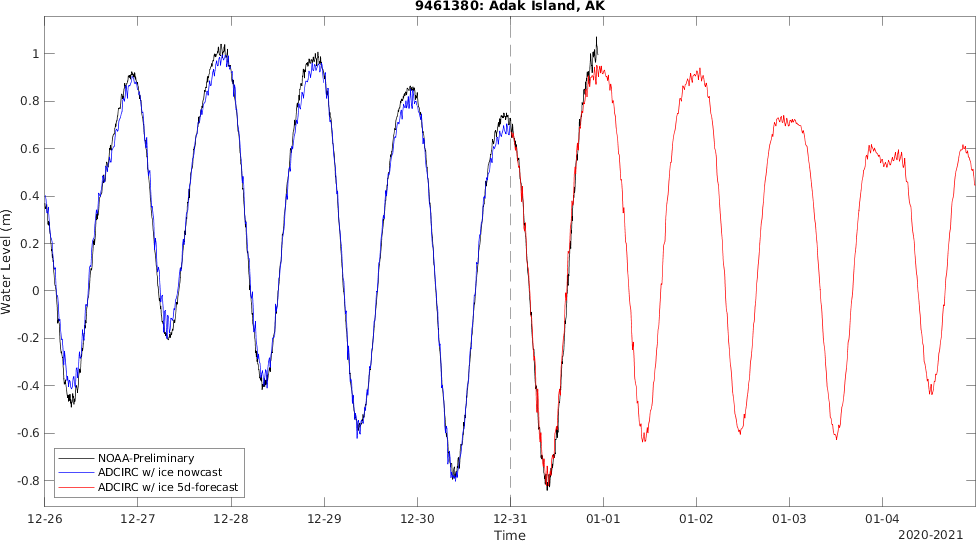 9461380: Adak Island, AK
Water Level (m)
1
0.8
0.6
0.4
0.2
0
-0.2
-0.4
-0.6
-0.8
NOAA-Preliminary
ADCIRC w/ ice nowcast
ADCIRC w/ ice 5d-forecast
12-26 12-27 12-28 12-29 12-30 12-31 01-01 01-02 01-03 01-04
Time
2020-2021